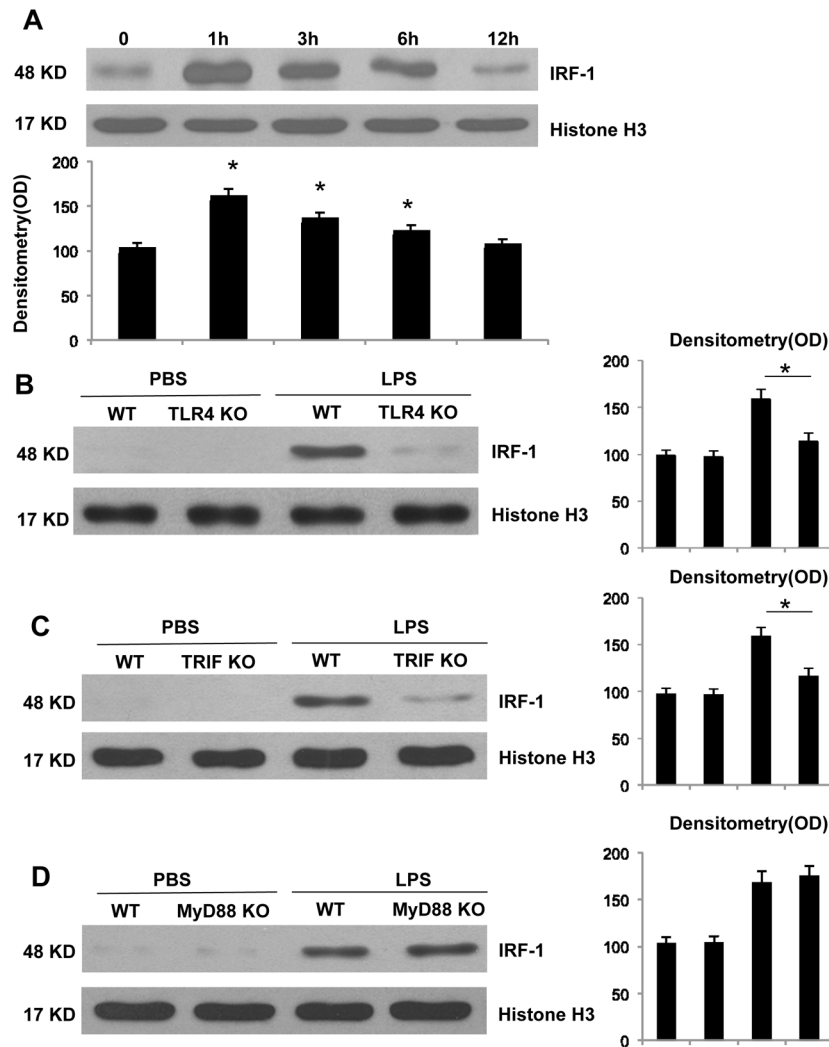 A
0 1h 3h 6h 12h
48 KD IRF-1
17 KD Histone H3
Densitometry(OD)
200
150
100
50
0
* * *
B
PBS LPS
WT TLR4 KO WT TLR4 KO
48 KD IRF-1
17 KD Histone H3
Densitometry(OD)
200
150
100
50
0
*
C
PBS LPS
WT TRIF KO WT TRIF KO
48 KD IRF-1
17 KD Histone H3
Densitometry(OD)
200
150
100
50
0
*
D
PBS LPS
WT MyD88 KO WT MyD88 KO
48 KD IRF-1
17 KD Histone H3
Densitometry(OD)
200
150
100
50
0